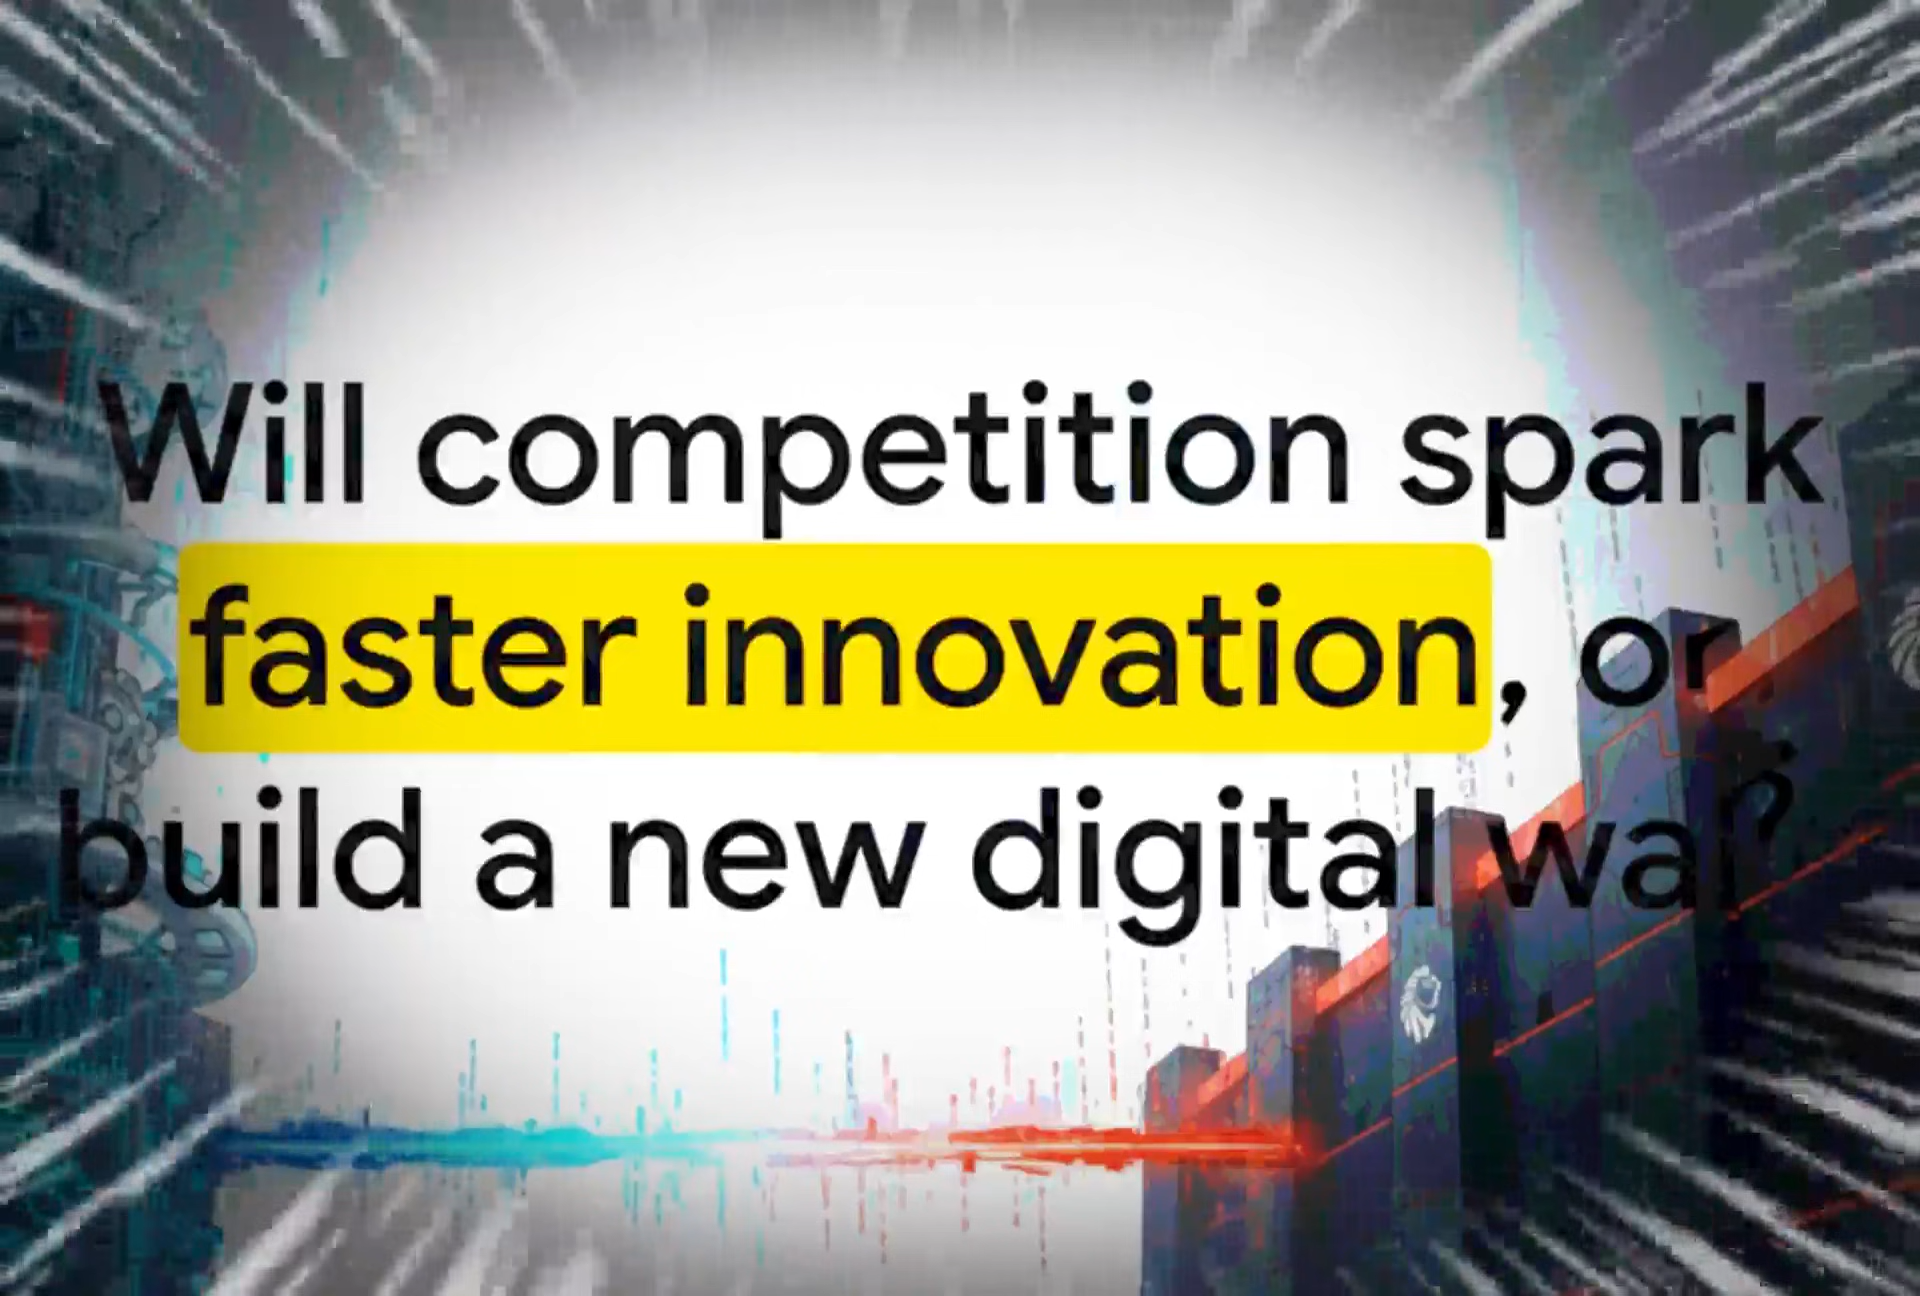 Will competition spark
faster innovation, or
build a new digital